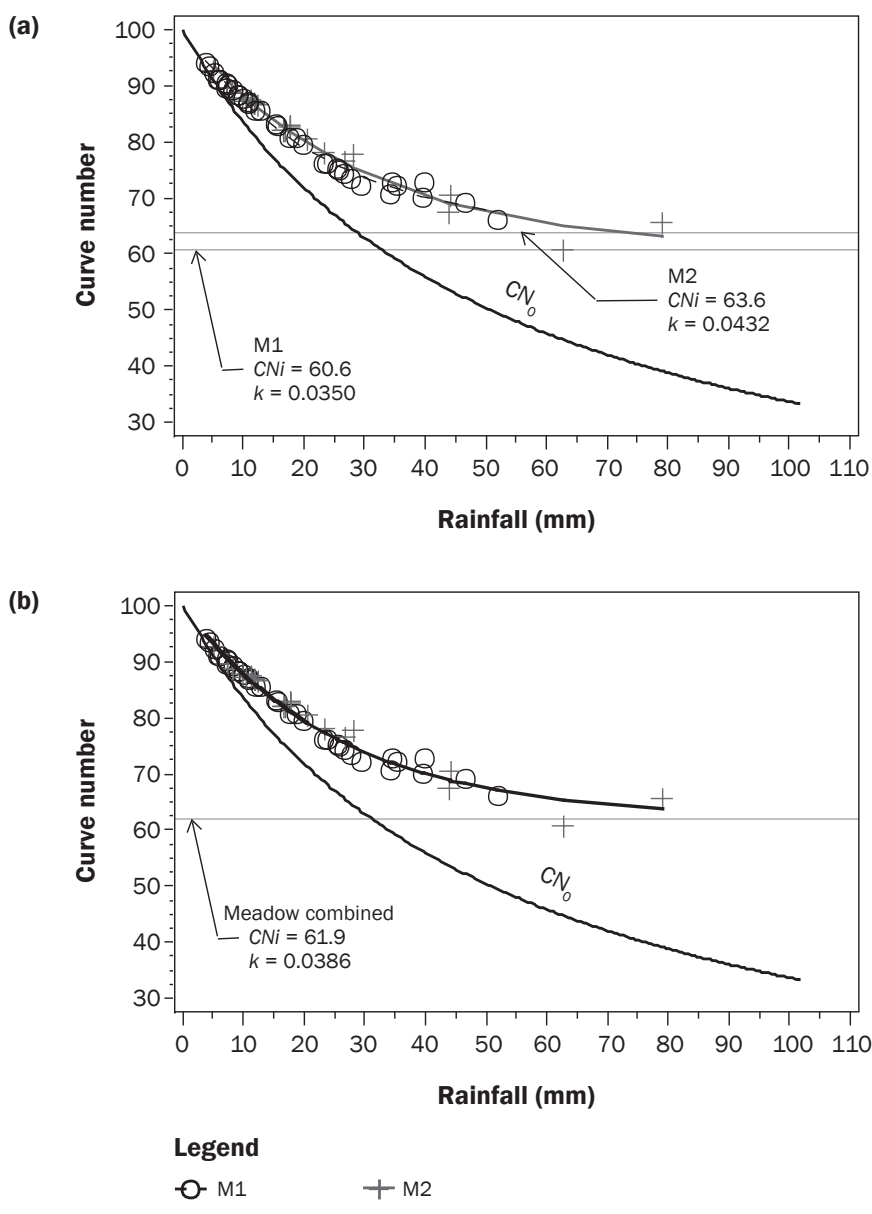 (a)
Curve number
100
90
80
70
60
50
40
30
CNo
M2
CNi = 63.6
k = 0.0432
M1
CNi = 60.6
k = 0.0350
0 10 20 30 40 50 60 70 80 90 100 110
Rainfall (mm)
(b)
Curve number
100
90
80
70
60
50
40
30
CNo
Meadow combined
CNi = 61.9
k = 0.0386
0 10 20 30 40 50 60 70 80 90 100 110
Rainfall (mm)
Legend
M1 M2